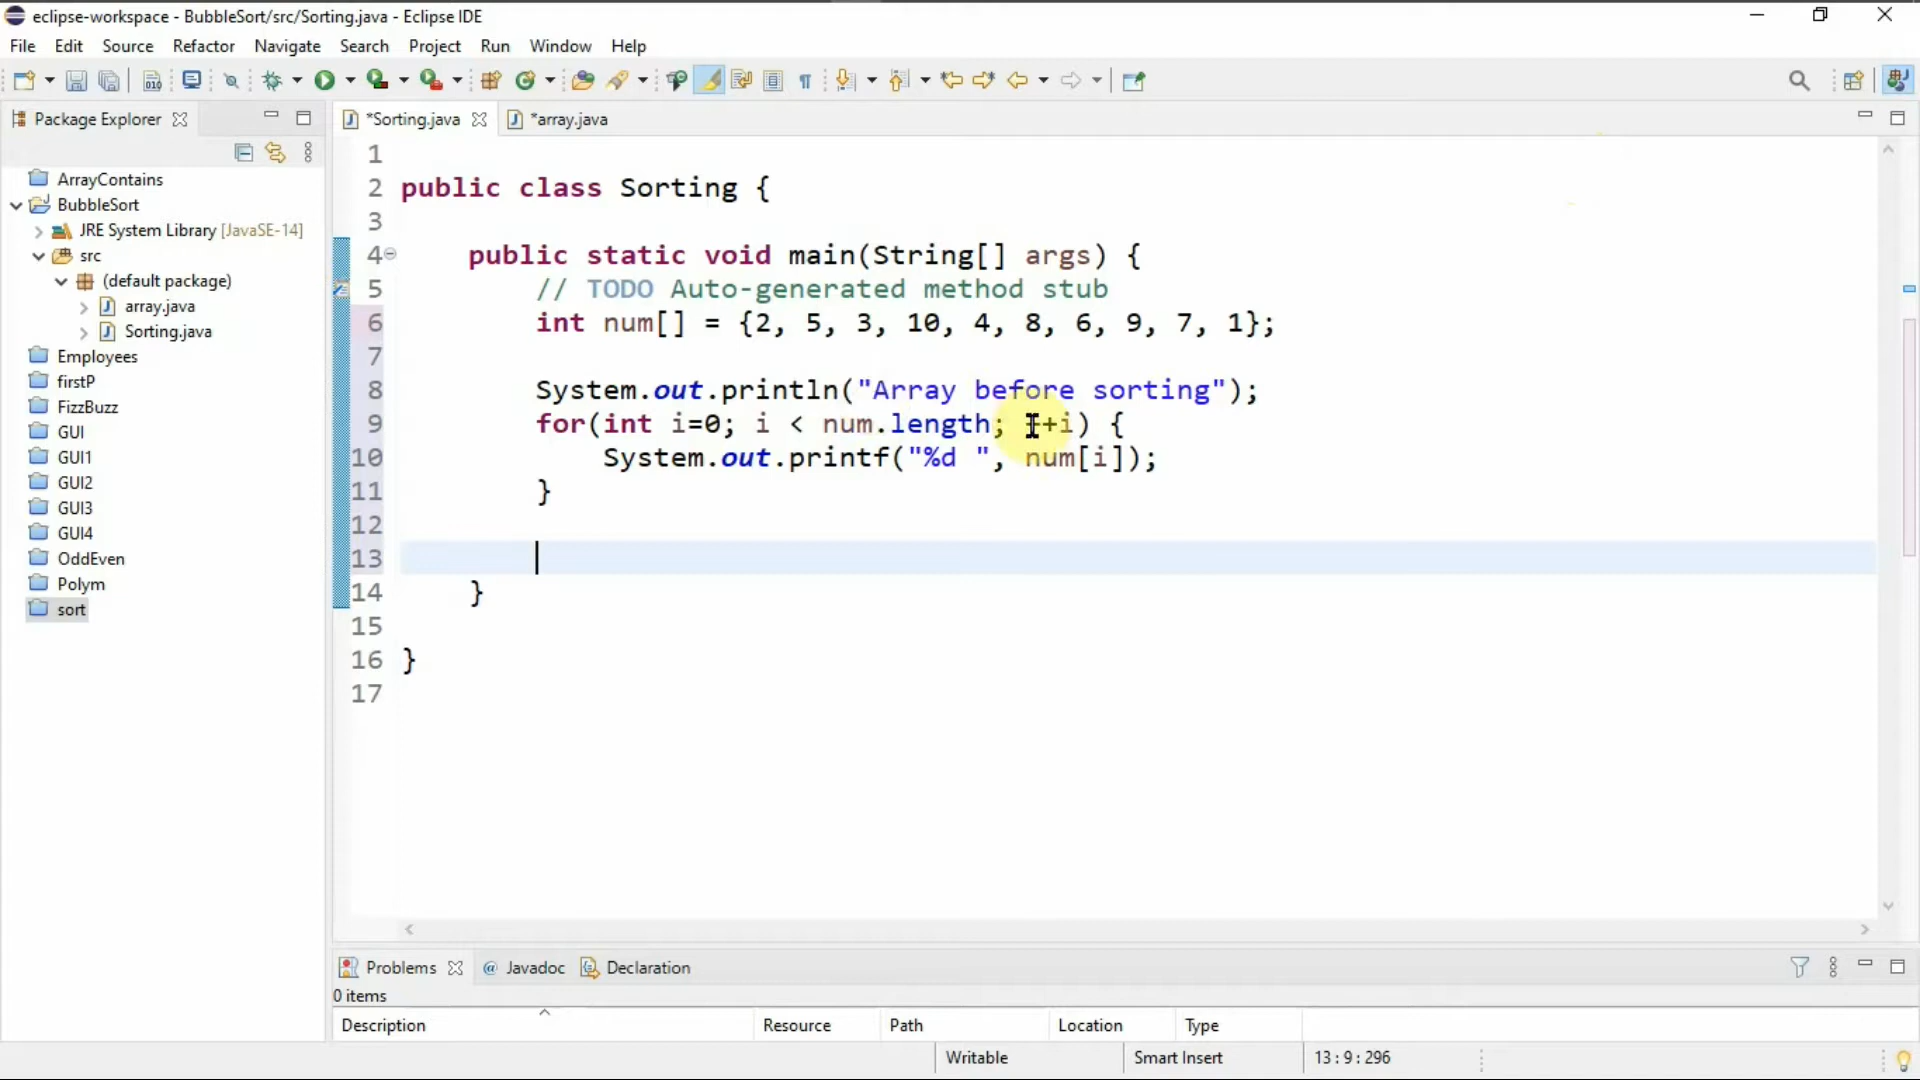 eclipse-workspace - BubbleSort/src/Sorting.java - Eclipse IDE
File Edit Source Refactor Navigate Search Project Run Window Help
Package Explorer
*Sorting.java
*array.java
ArrayContains
BubbleSort
JRE System Library [JavaSE-14]
src
(default package)
array.java
Sorting.java
Employees
firstP
FizzBuzz
GUI
GUI1
GUI2
GUI3
GUI4
OddEven
Polym
sort
1
2 public class Sorting {
3
4 public static void main(String[] args) {
5 // TODO Auto-generated method stub
6 int num[] = {2, 5, 3, 10, 4, 8, 6, 9, 7, 1};
7
8 System.out.println("Array before sorting");
9 for(int i=0; i < num.length; ++i) {
10 System.out.printf("%d ", num[i]);
11 }
12
13
14 }
15
16 }
17
Problems @ Javadoc Declaration
0 items
Description Resource Path Location Type
Writable Smart Insert 13 : 9 : 296